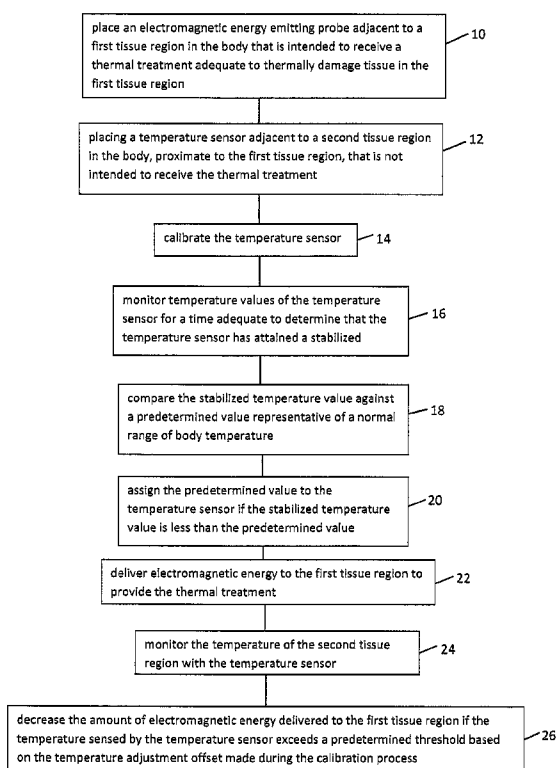 place an electromagnetic energy emitting probe adjacent to a
first tissue region in the body that is intended to receive a
thermal treatment adequate to thermally damage tissue in the
first tissue region
10
placing a temperature sensor adjacent to a second tissue region
in the body, proximate to the first tissue region, that is not
intended to receive the thermal treatment
12
calibrate the temperature sensor
14
monitor temperature values of the temperature
sensor for a time adequate to determine that the
temperature sensor has attained a stabilized
16
compare the stabilized temperature value against
a predetermined value representative of a normal
range of body temperature
18
assign the predetermined value to the
temperature sensor if the stabilized temperature
value is less than the predetermined value
20
deliver electromagnetic energy to the first tissue region to
provide the thermal treatment
22
monitor the temperature of the second tissue
region with the temperature sensor
24
decrease the amount of electromagnetic energy delivered to the first tissue region if the
temperature sensed by the temperature sensor exceeds a predetermined threshold based
on the temperature adjustment offset made during the calibration process
26